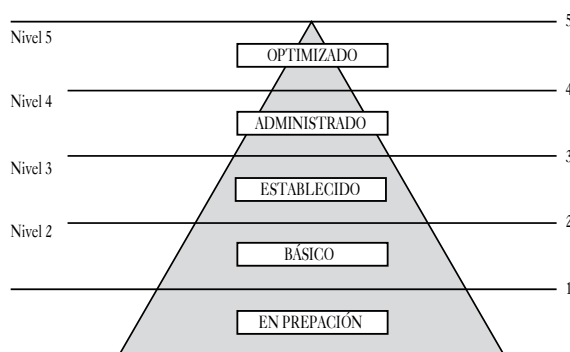 5
Nivel 5
OPTIMIZADO
4
Nivel 4
ADMINISTRADO
3
Nivel 3
ESTABLECIDO
2
Nivel 2
BÁSICO
1
EN PREPACIÓN